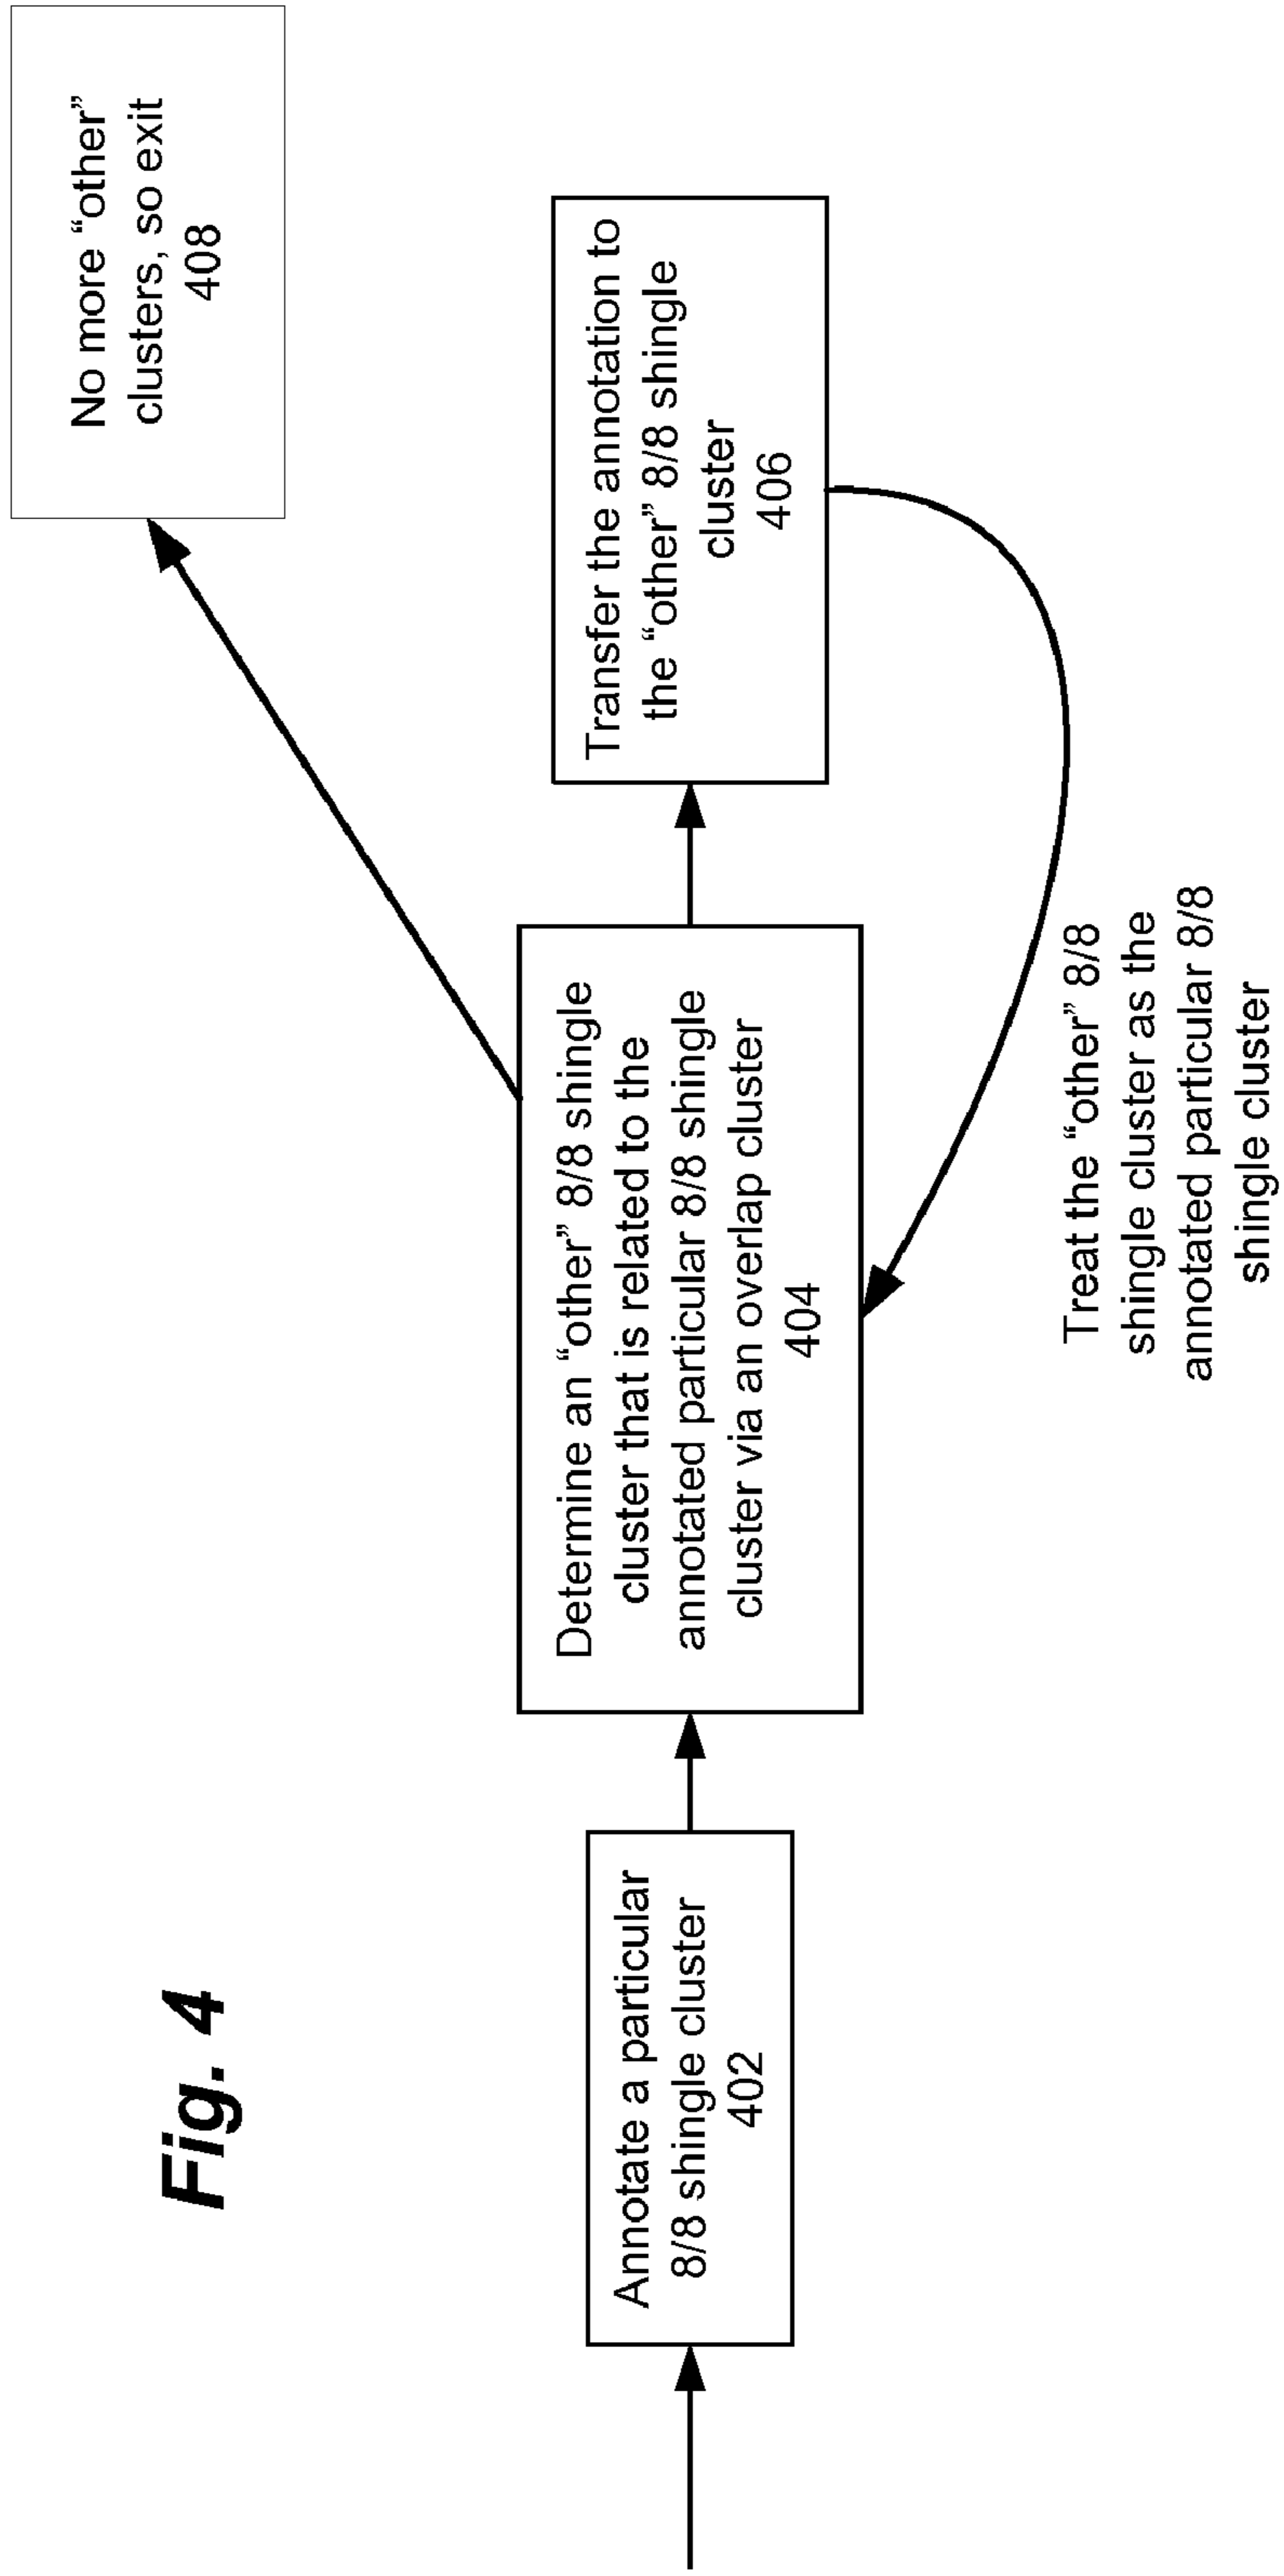 Fig. 4
No more “other”
clusters, so exit
408
Annotate a particular
8/8 shingle cluster
402
Determine an “other” 8/8 shingle
cluster that is related to the
annotated particular 8/8 shingle
cluster via an overlap cluster
404
Transfer the annotation to
the “other” 8/8 shingle
cluster
406
Treat the “other” 8/8
shingle cluster as the
annotated particular 8/8
shingle cluster